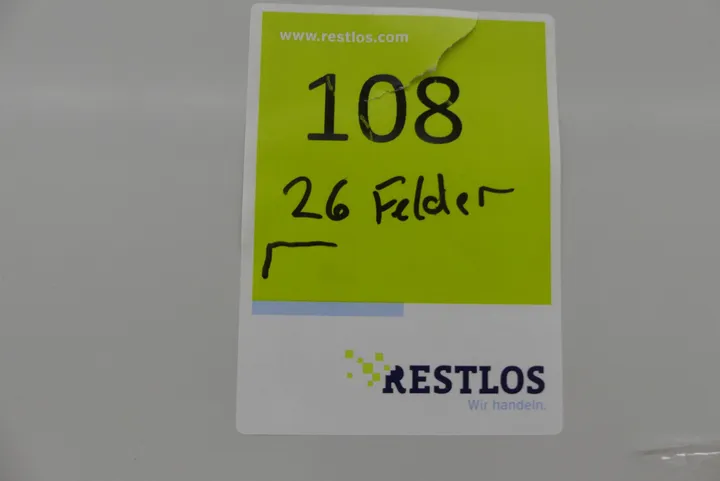 www.restlos.com
108
26 Felder
RESTLOS
Wir handeln.